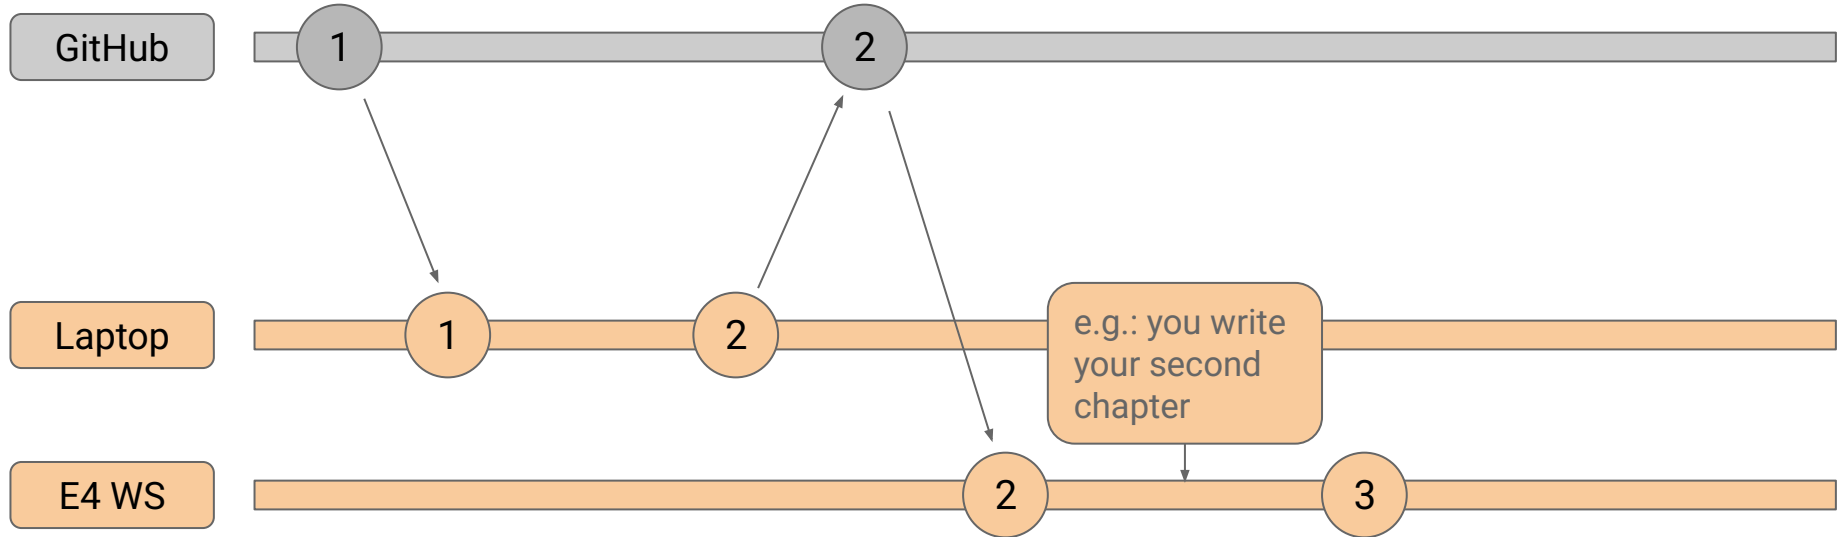 GitHub
1
2
Laptop
1
2
e.g.: you write
your second
chapter
E4 WS
2
3